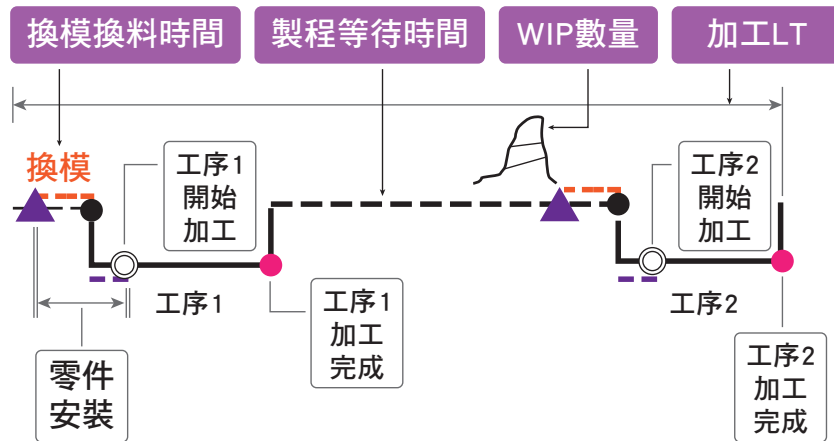 換模換料時間
製程等待時間
WIP數量
加工LT
換模
工序1
開始
加工
工序2
開始
加工
工序1
工序1
加工
完成
工序2
零件
安裝
工序2
加工
完成